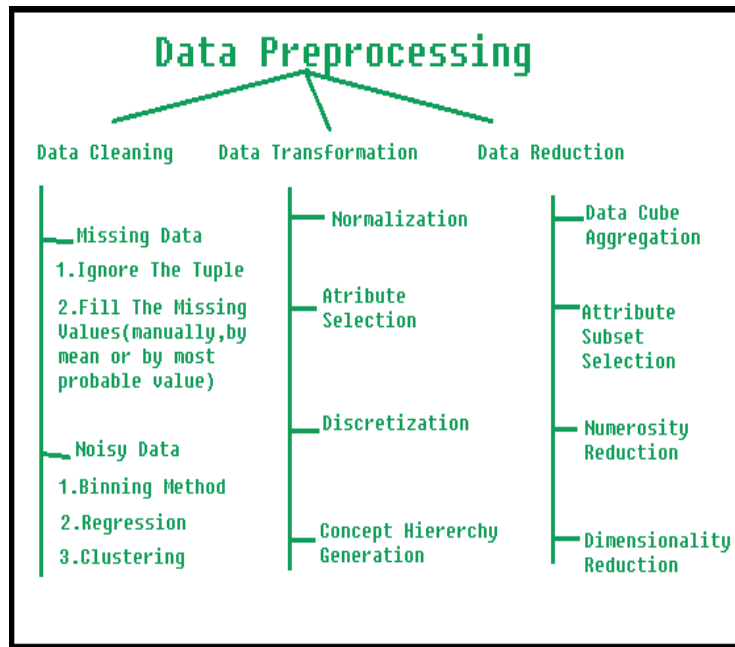 Data Preprocessing
Data Cleaning
Missing Data
1.Ignore The Tuple
2.Fill The Missing
Values(manually,by
mean or by most
probable value)
Noisy Data
1.Binning Method
2.Regression
3.Clustering
Data Transformation
Normalization
Atribute
Selection
Discretization
Concept Hiererchy
Generation
Data Reduction
Data Cube
Aggregation
Attribute
Subset
Selection
Numerosity
Reduction
Dimensionality
Reduction